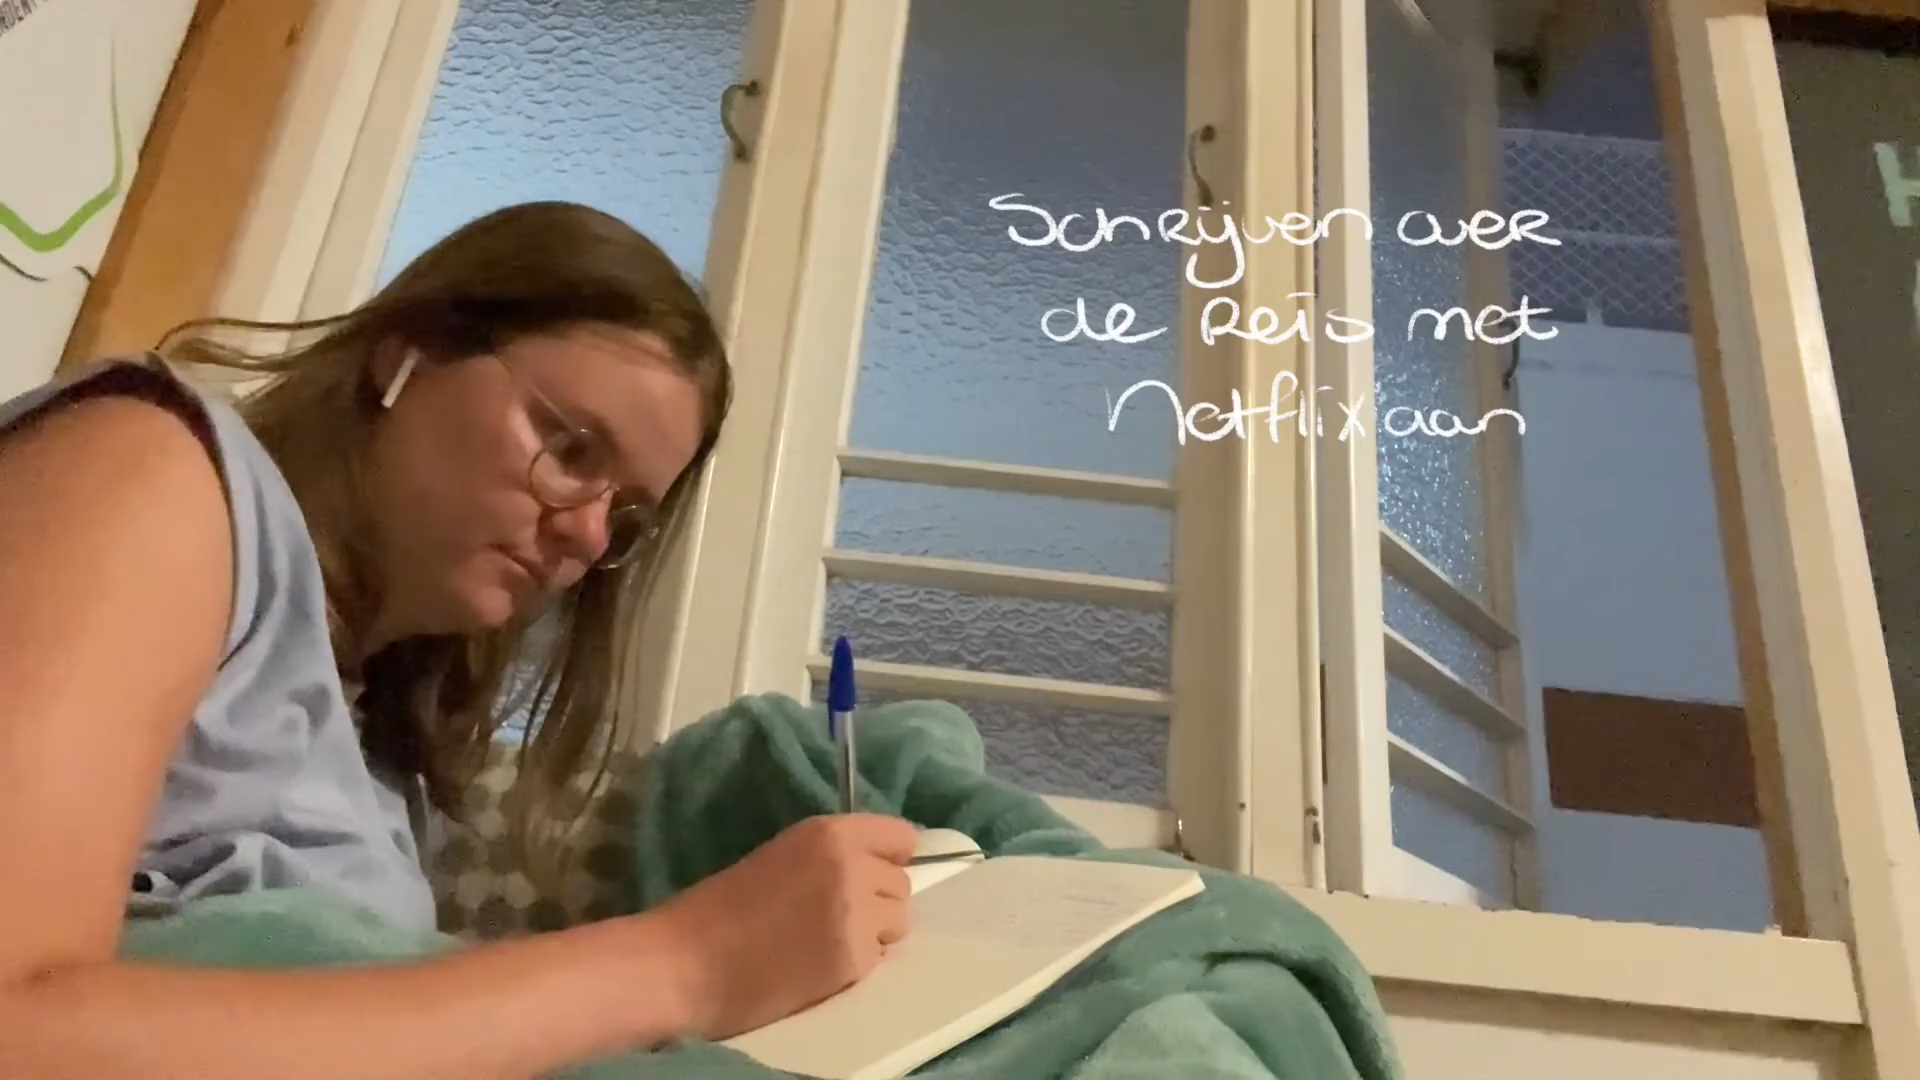 Schrijven over
de Reis met
Netflix aan